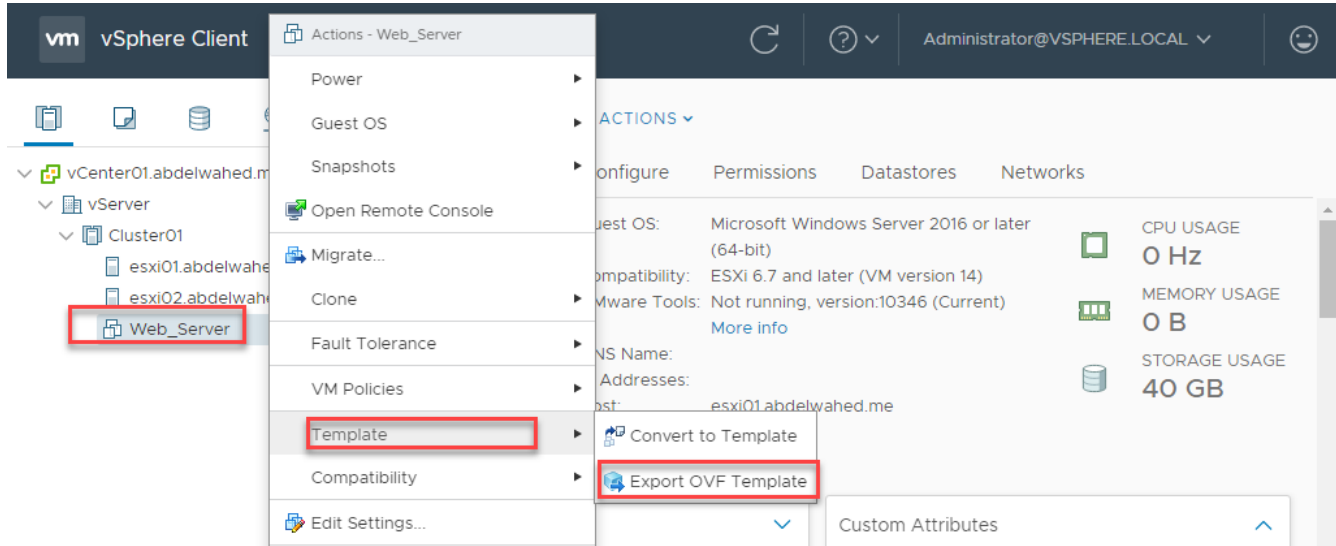 vm vSphere Client
Actions - Web_Server
Administrator@VSPHERE.LOCAL
Power
Guest OS
Snapshots
Open Remote Console
Migrate...
Clone
Fault Tolerance
VM Policies
Template
Compatibility
Edit Settings...
Convert to Template
Export OVF Template
vCenter01.abdelwahed.m
vServer
Cluster01
esxi01.abdelwahe
esxi02.abdelwahe
Web_Server
ACTIONS
onfigure Permissions Datastores Networks
uest OS: Microsoft Windows Server 2016 or later
(64-bit)
ompatibility: ESXi 6.7 and later (VM version 14)
Mware Tools: Not running, version:10346 (Current)
More info
NS Name:
Addresses:
ost: esxi01.abdelwahed.me
CPU USAGE
0 Hz
MEMORY USAGE
0 B
STORAGE USAGE
40 GB
Custom Attributes